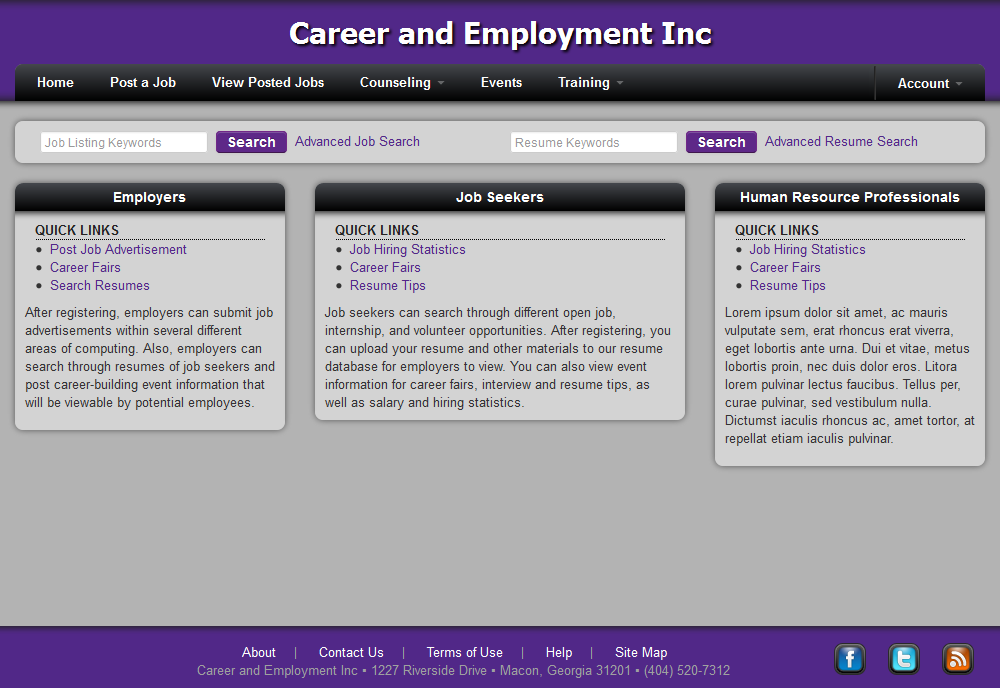 Career and Employment Inc
Home Post a Job View Posted Jobs Counseling Events Training Account
Job Listing Keywords Search Advanced Job Search Resume Keywords Search Advanced Resume Search
Employers
QUICK LINKS
• Post Job Advertisement
• Career Fairs
• Search Resumes
After registering, employers can submit job
advertisements within several different
areas of computing. Also, employers can
search through resumes of job seekers and
post career-building event information that
will be viewable by potential employees.
Job Seekers
QUICK LINKS
• Job Hiring Statistics
• Career Fairs
• Resume Tips
Job seekers can search through different open job,
internship, and volunteer opportunities. After registering, you
can upload your resume and other materials to our resume
database for employers to view. You can also view event
information for career fairs, interview and resume tips, as
well as salary and hiring statistics.
Human Resource Professionals
QUICK LINKS
• Job Hiring Statistics
• Career Fairs
• Resume Tips
Lorem ipsum dolor sit amet, ac mauris
vulputate sem, erat rhoncus erat viverra,
eget lobortis ante urna. Dui et vitae, metus
lobortis proin, nec duis dolor eros. Litora
lorem pulvinar lectus faucibus. Tellus per,
curae pulvinar, sed vestibulum nulla.
Dictumst iaculis rhoncus ac, amet tortor, at
repellat etiam iaculis pulvinar.
About | Contact Us | Terms of Use | Help | Site Map
Career and Employment Inc • 1227 Riverside Drive • Macon, Georgia 31201 • (404) 520-7312